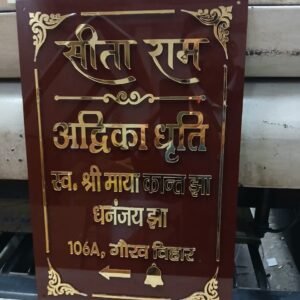 सीता राम
अद्विका धृति
स्व. श्री माया कान्त झा
धनंजय झा
106A, गौरव विहार